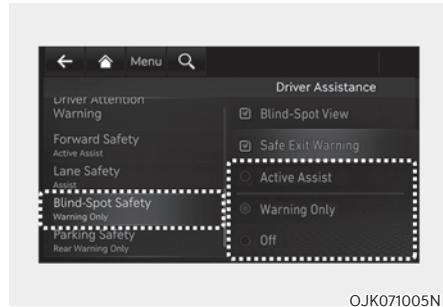 Menu
Driver Assistance
Driver Attention
Warning
Forward Safety
Active Assist
Lane Safety
Assist
Blind-Spot Safety
Warning Only
Parking Safety
Rear Warning Only
Blind-Spot View
Safe Exit Warning
Active Assist
Warning Only
Off
OJK071005N